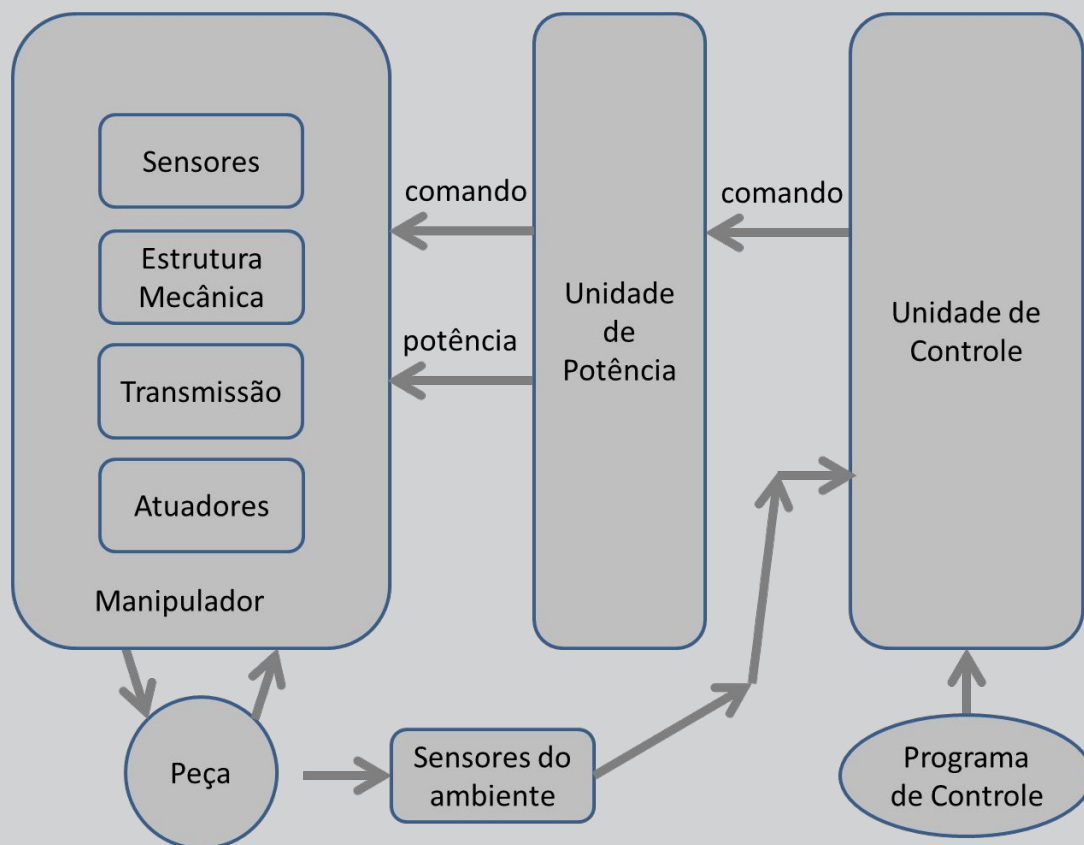 Sensores
Estrutura
Mecânica
Transmissão
Atuadores
Manipulador
comando
potência
Unidade
de
Potência
comando
Unidade de
Controle
Peça
Sensores do
ambiente
Programa
de Controle